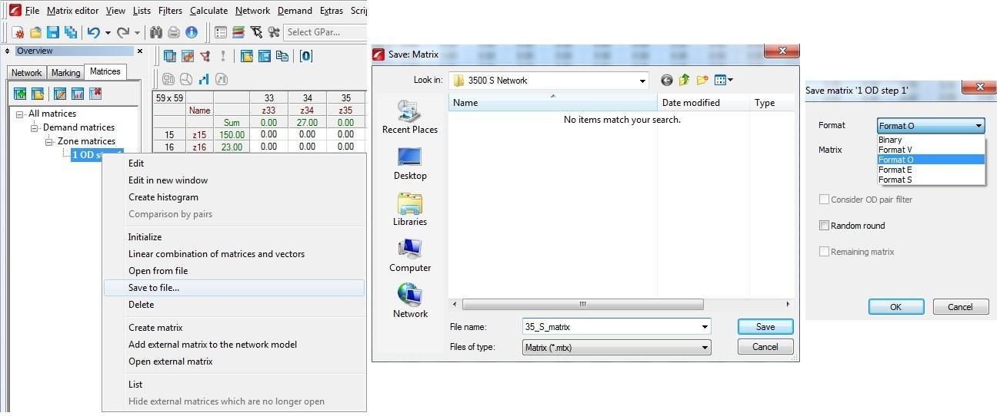 File Matrix editor View Lists Filters Calculate Network Demand Extras Scri
Select GPar...
Overview
Network Marking Matrices
All matrices
Demand matrices
Zone matrices
1 OD st
59 x 59 33 34 35
Name z33 z34 z35
Sum 0.00 27.00 0.00
15 z15 150.00 0.00 0.00 0.00
16 z16 23.00 0.00 0.00 0.00
Edit
Edit in new window
Create histogram
Comparison by pairs
Initialize
Linear combination of matrices and vectors
Open from file
Save to file...
Delete
Create matrix
Add external matrix to the network model
Open external matrix
List
Hide external matrices which are no longer open
Save: Matrix
Look in: 3500 S Network
Name Date modified Type
No items match your search.
Recent Places
Desktop
Libraries
Computer
Network
File name: 35_S_matrix Save
Files of type: Matrix (*.mtx) Cancel
Save matrix '1 OD step 1'
Format Format O
Binary
Matrix Format V
Format O
Format E
Format S
Consider OD pair filter
Random round
Remaining matrix
OK Cancel